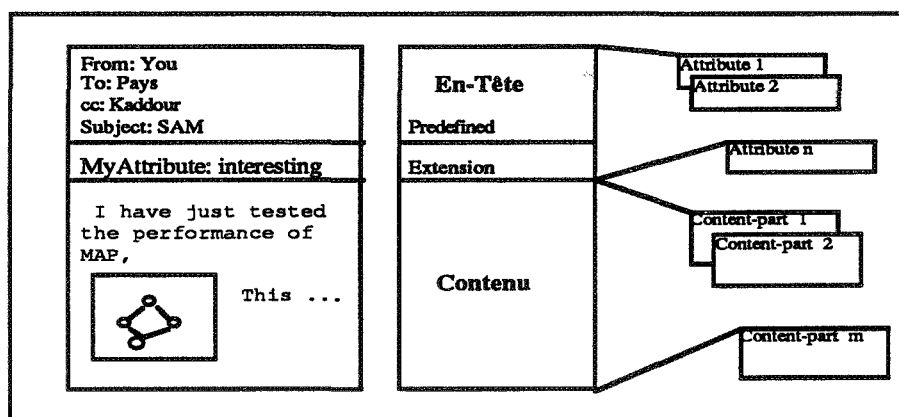 From: You
To: Pays
cc: Kaddour
Subject: SAM
MyAttribute: interesting
I have just tested
the performance of
MAP,
This ...
En-Tête
Predefined
Extension
Contenu
Attribute 1
Attribute 2
Attribute n
Content-part 1
Content-part 2
Content-part m